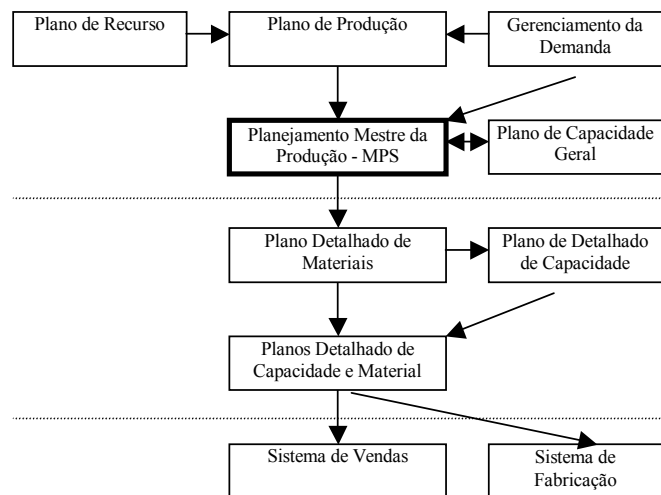 Plano de Recurso
Plano de Produção
Gerenciamento da
Demanda
Planejamento Mestre da
Produção - MPS
Plano de Capacidade
Geral
Plano Detalhado de
Materiais
Plano de Detalhado
de Capacidade
Planos Detalhado de
Capacidade e Material
Sistema de Vendas
Sistema de
Fabricação